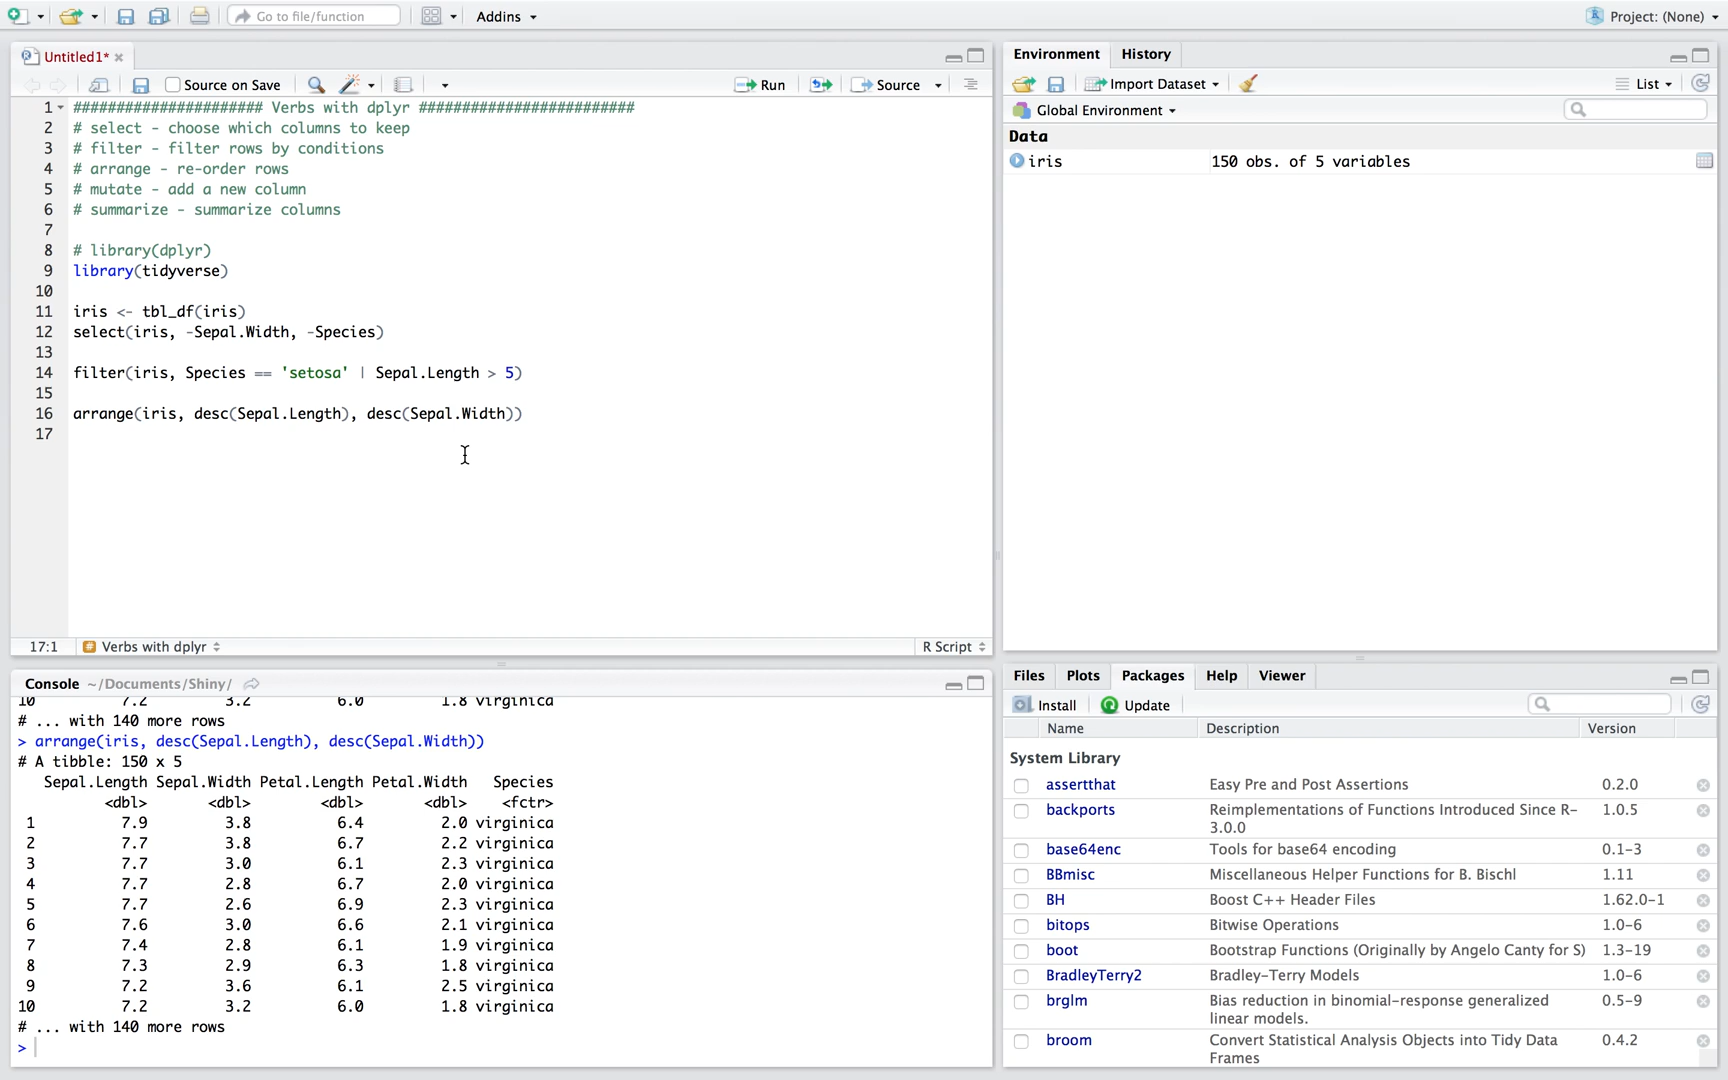 Go to file/function
Addins
Project: (None)
Untitled1*
Source on Save
Run
Source
1 ###################### Verbs with dplyr #########################
2 # select - choose which columns to keep
3 # filter - filter rows by conditions
4 # arrange - re-order rows
5 # mutate - add a new column
6 # summarize - summarize columns
7
8 # library(dplyr)
9 library(tidyverse)
10
11 iris <- tbl_df(iris)
12 select(iris, -Sepal.Width, -Species)
13
14 filter(iris, Species == 'setosa' | Sepal.Length > 5)
15
16 arrange(iris, desc(Sepal.Length), desc(Sepal.Width))
17
17:1 # Verbs with dplyr
R Script
Console ~/Documents/Shiny/
10 7.2 3.2 6.0 1.8 virginica
# ... with 140 more rows
> arrange(iris, desc(Sepal.Length), desc(Sepal.Width))
# A tibble: 150 x 5
Sepal.Length Sepal.Width Petal.Length Petal.Width Species
<dbl> <dbl> <dbl> <dbl> <fctr>
1 7.9 3.8 6.4 2.0 virginica
2 7.7 3.8 6.7 2.2 virginica
3 7.7 3.0 6.1 2.3 virginica
4 7.7 2.8 6.7 2.0 virginica
5 7.7 2.6 6.9 2.3 virginica
6 7.6 3.0 6.6 2.1 virginica
7 7.4 2.8 6.1 1.9 virginica
8 7.3 2.9 6.3 1.8 virginica
9 7.2 3.6 6.1 2.5 virginica
10 7.2 3.2 6.0 1.8 virginica
# ... with 140 more rows
>
Environment History
Import Dataset
List
Global Environment
Data
iris 150 obs. of 5 variables
Files Plots Packages Help Viewer
Install Update
Name Description Version
System Library
assertthat Easy Pre and Post Assertions 0.2.0
backports Reimplementations of Functions Introduced Since R- 1.0.5
3.0.0
base64enc Tools for base64 encoding 0.1-3
BBmisc Miscellaneous Helper Functions for B. Bischl 1.11
BH Boost C++ Header Files 1.62.0-1
bitops Bitwise Operations 1.0-6
boot Bootstrap Functions (Originally by Angelo Canty for S) 1.3-19
BradleyTerry2 Bradley-Terry Models 1.0-6
brglm Bias reduction in binomial-response generalized 0.5-9
linear models.
broom Convert Statistical Analysis Objects into Tidy Data 0.4.2
Frames